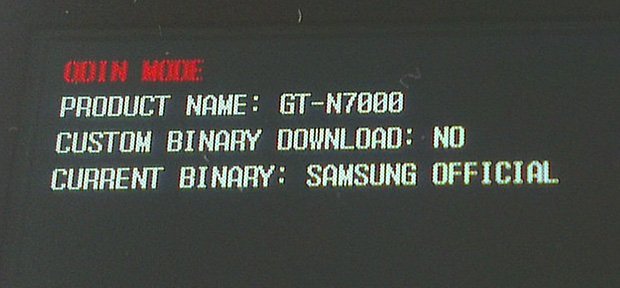 ODIN MODE
PRODUCT NAME: GT-N7000
CUSTOM BINARY DOWNLOAD: NO
CURRENT BINARY: SAMSUNG OFFICIAL